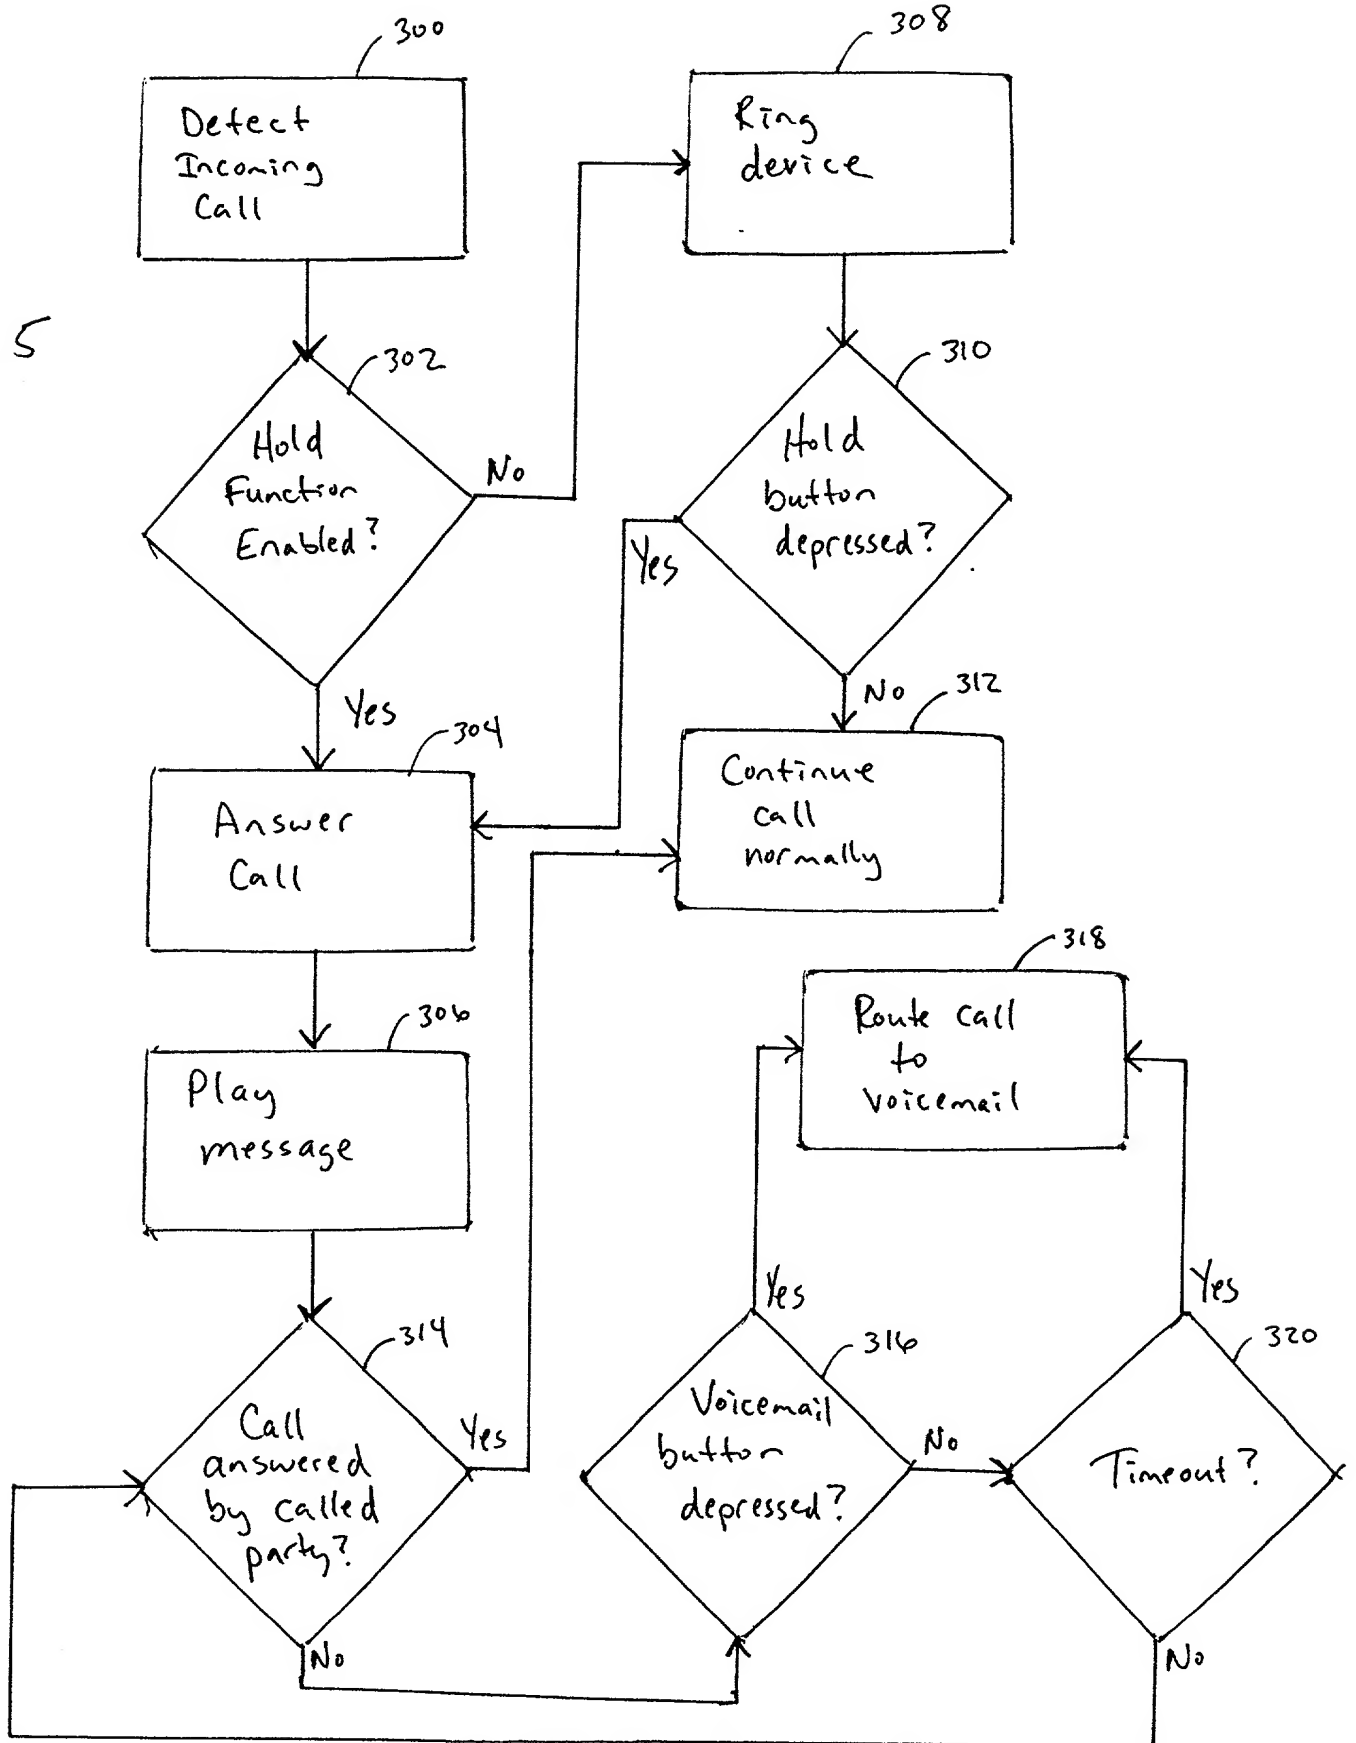 300
Detect
Incoming
Call
308
Ring
device
5
302
Hold
Function
Enabled?
No
Yes
310
Hold
button
depressed?
Yes
No
304
Answer
Call
312
Continue
call
normally
306
Play
message
318
Route call
to
voicemail
314
Call
answered
by called
party?
Yes
No
316
Voicemail
button
depressed?
Yes
No
320
Timeout?
Yes
No